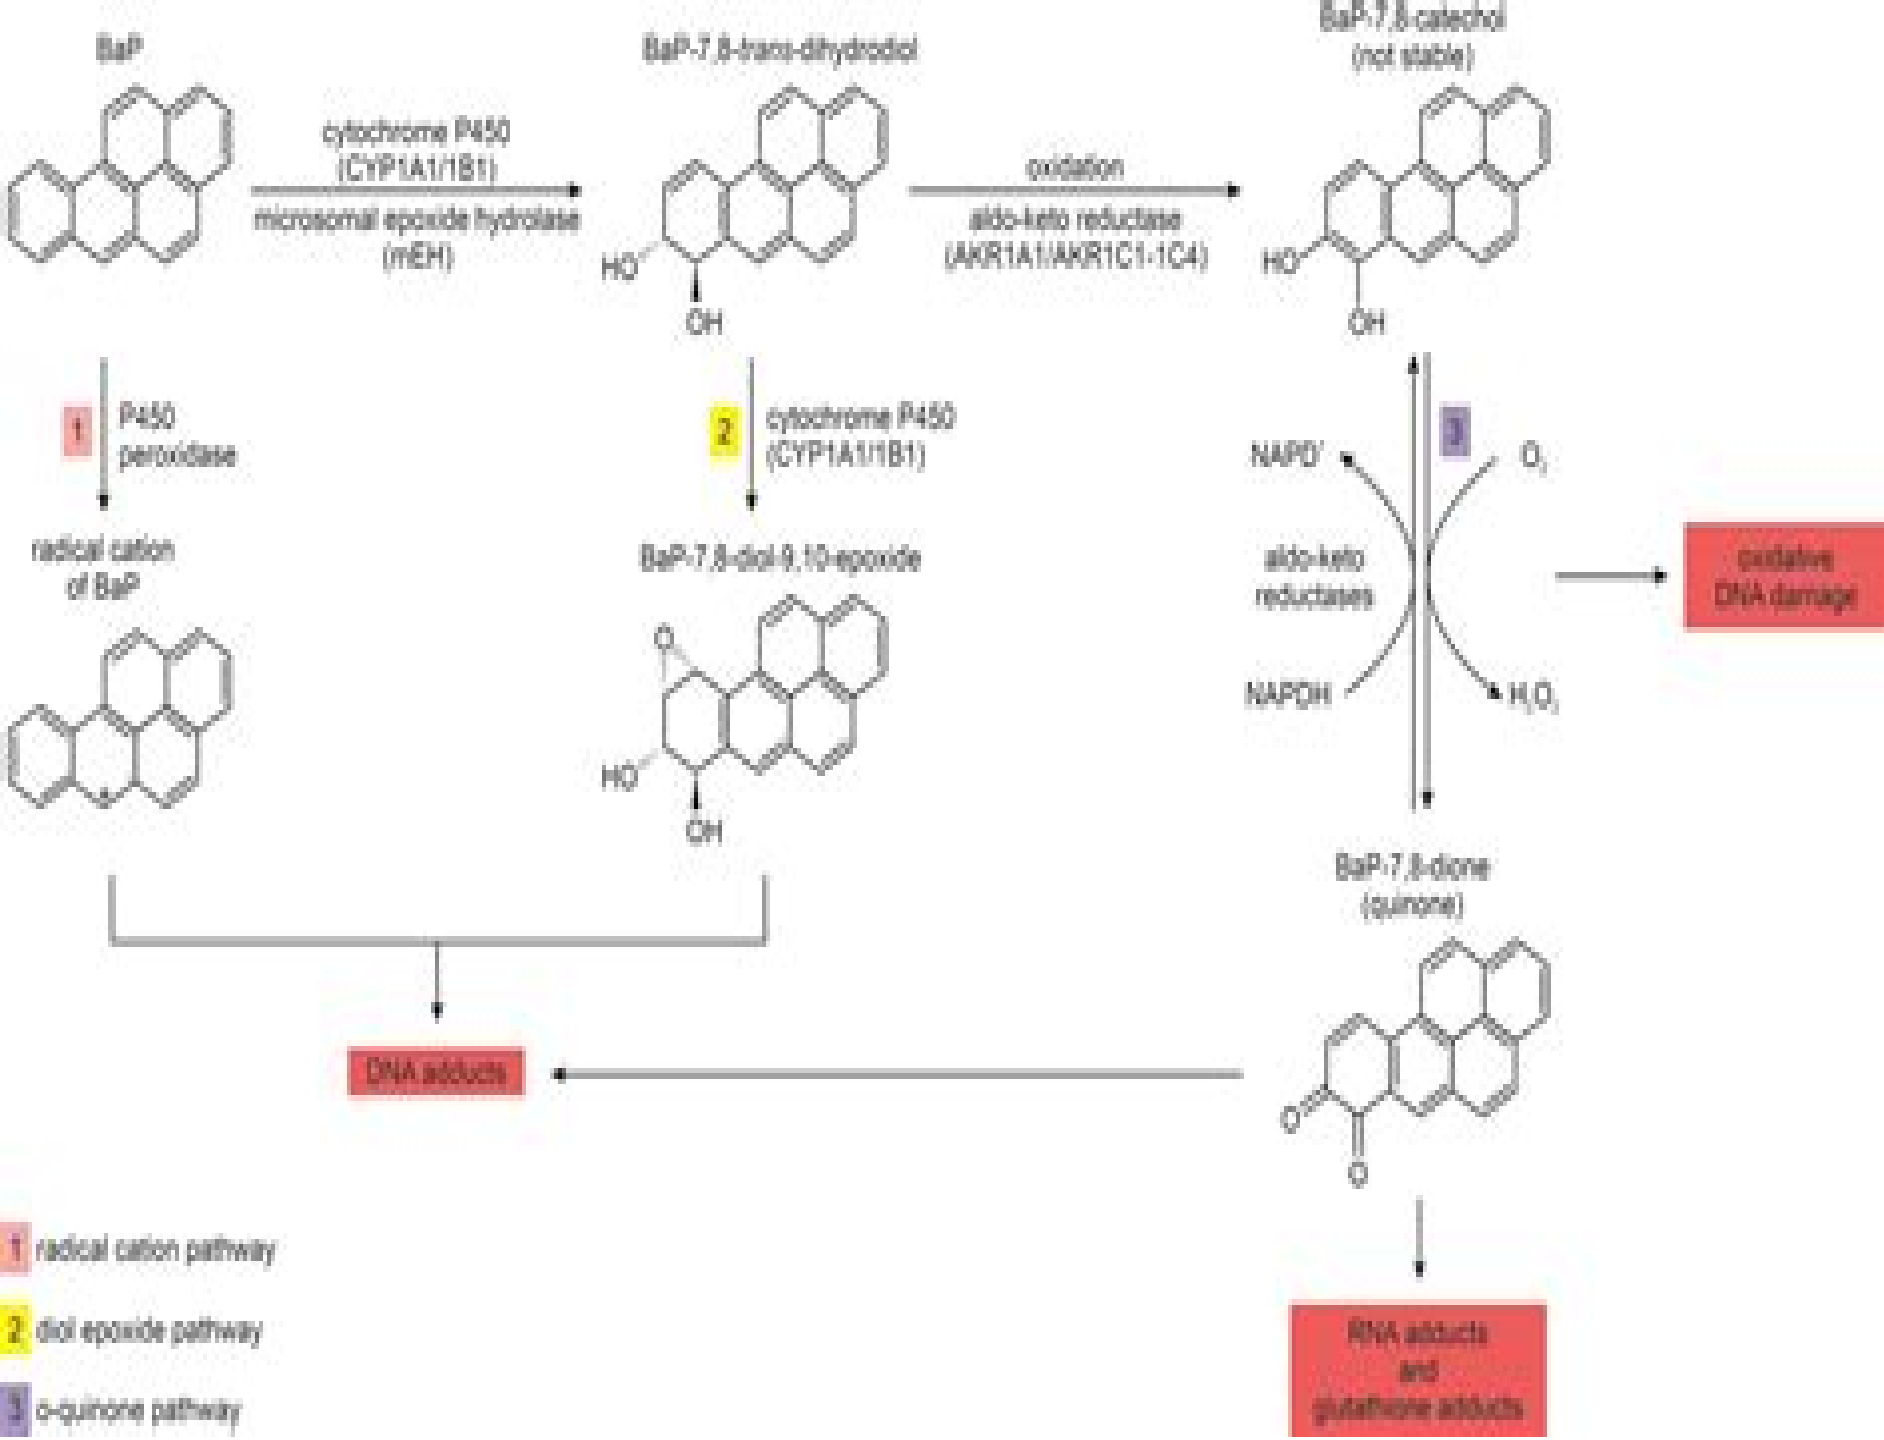 BaP
BaP-7,8-trans-dihydrodiol
BaP-7,8-catechol
(not stable)
cytochrome P450
(CYP1A1/1B1)
microsomal epoxide hydrolase
(mEH)
oxidation
aldo-keto reductase
(AKR1A1/AKR1C1-1C4)
HO
OH
HO
OH
1
P450
peroxidase
2
cytochrome P450
(CYP1A1/1B1)
3
NAPD⁺
O₂
aldo-keto
reductases
NAPDH
H₂O₂
oxidative
DNA damage
radical cation
of BaP
BaP-7,8-diol-9,10-epoxide
O
HO
OH
BaP-7,8-dione
(quinone)
O
O
DNA adducts
RNA adducts
and
glutathione adducts
1 radical cation pathway
2 diol epoxide pathway
3 o-quinone pathway